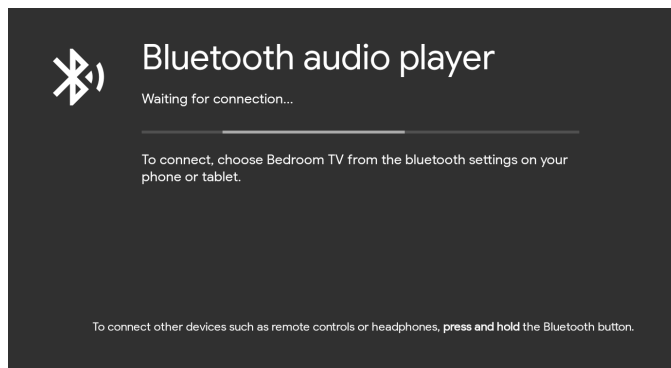 Bluetooth audio player
Waiting for connection...
To connect, choose Bedroom TV from the bluetooth settings on your
phone or tablet.
To connect other devices such as remote controls or headphones, press and hold the Bluetooth button.